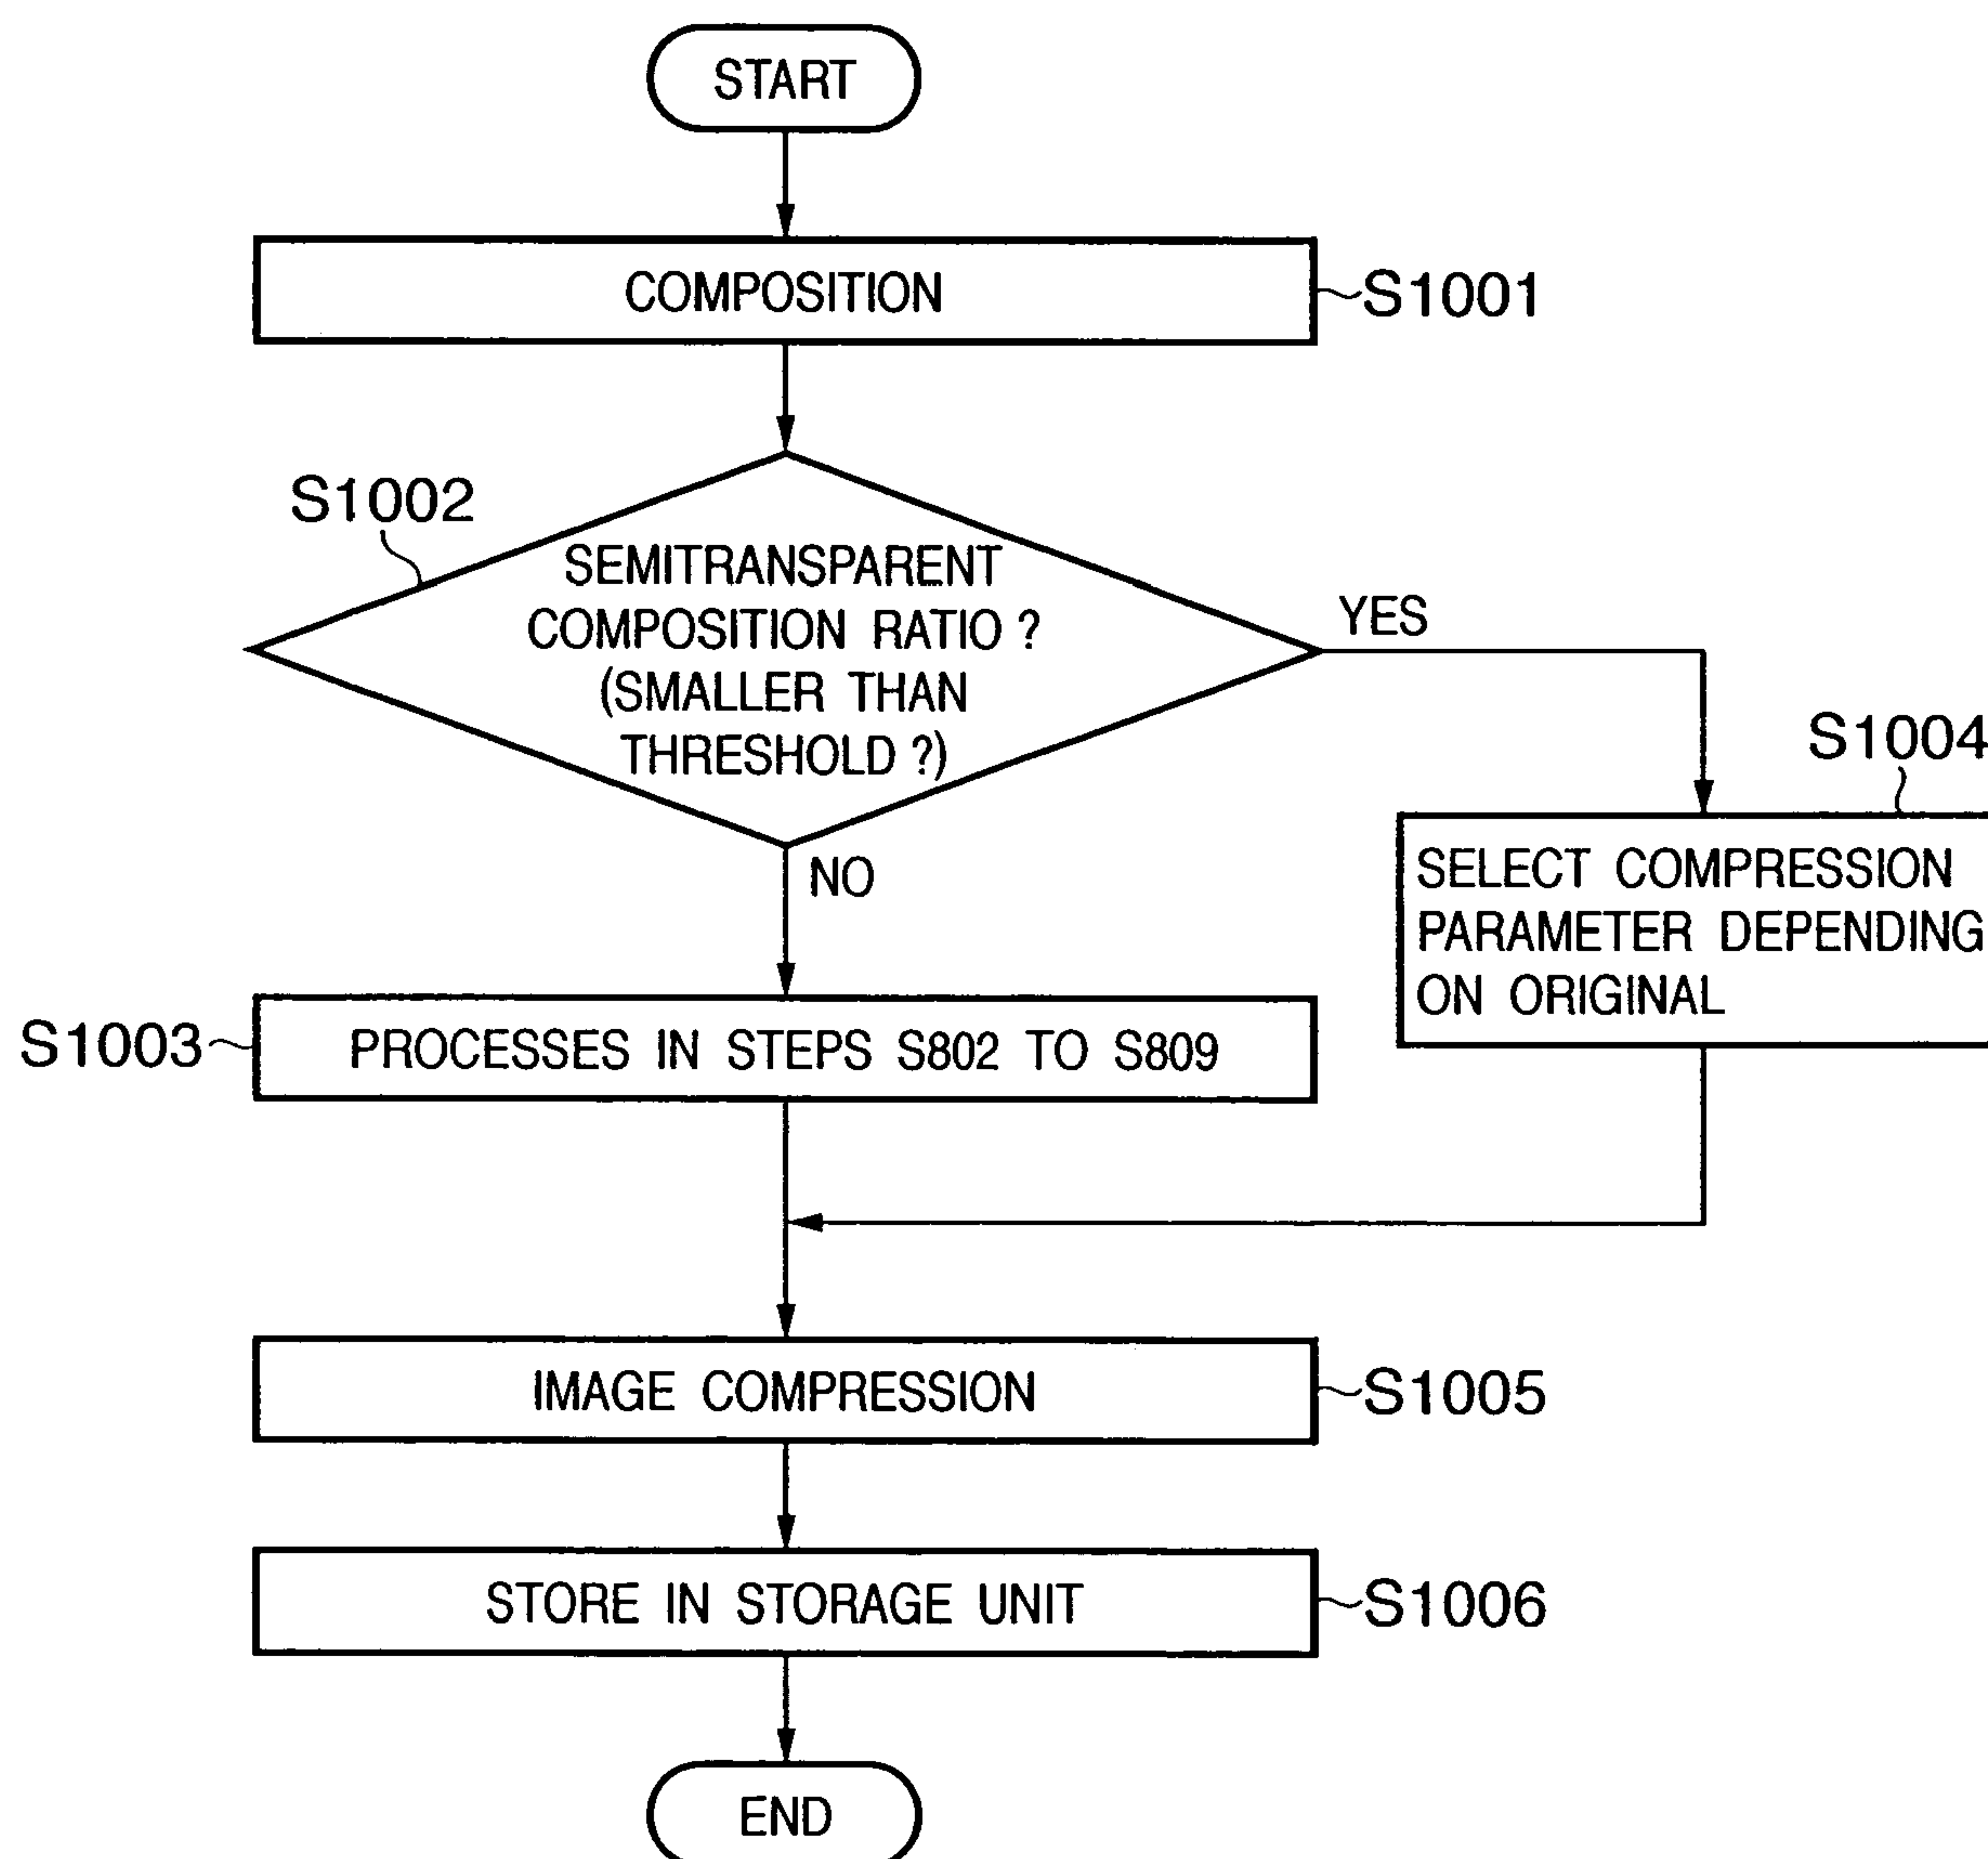 START
COMPOSITION
S1001
S1002
SEMITRANSPARENT
COMPOSITION RATIO ?
(SMALLER THAN
THRESHOLD ?)
YES
NO
S1004
SELECT COMPRESSION
PARAMETER DEPENDING
ON ORIGINAL
S1003
PROCESSES IN STEPS S802 TO S809
IMAGE COMPRESSION
S1005
STORE IN STORAGE UNIT
S1006
END